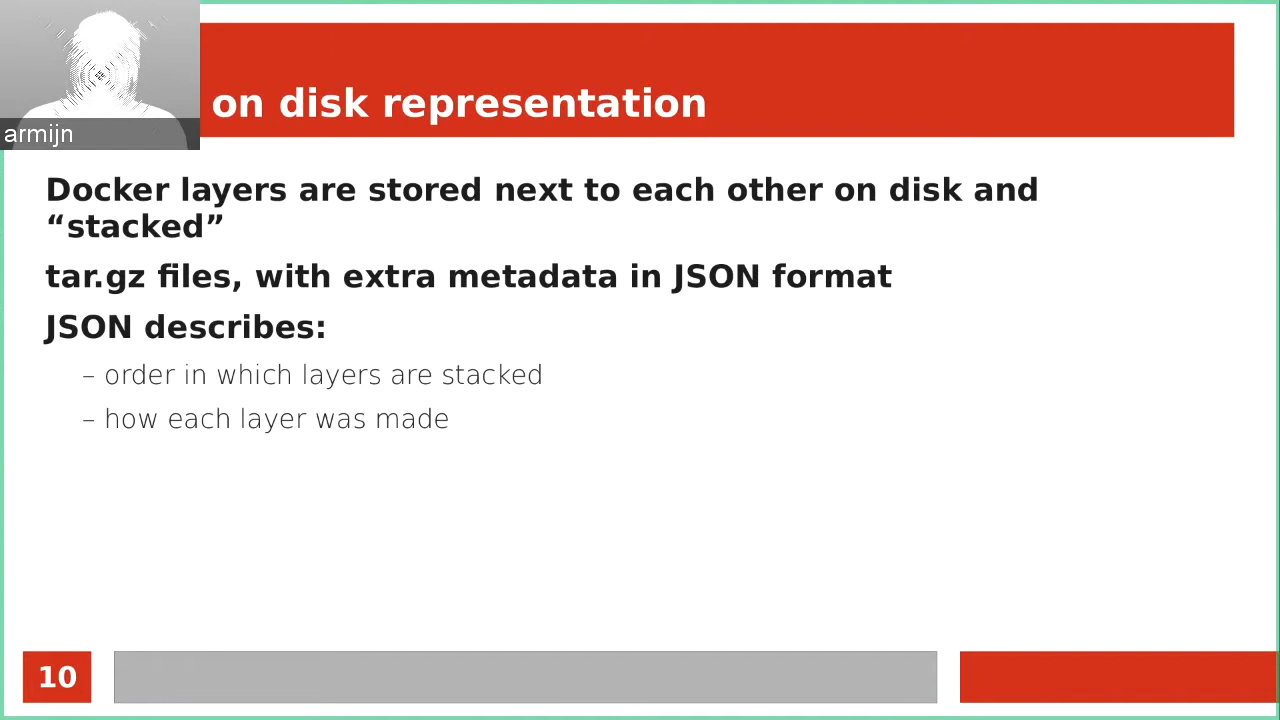 armijn
on disk representation
Docker layers are stored next to each other on disk and
“stacked”
tar.gz files, with extra metadata in JSON format
JSON describes:
– order in which layers are stacked
– how each layer was made
10